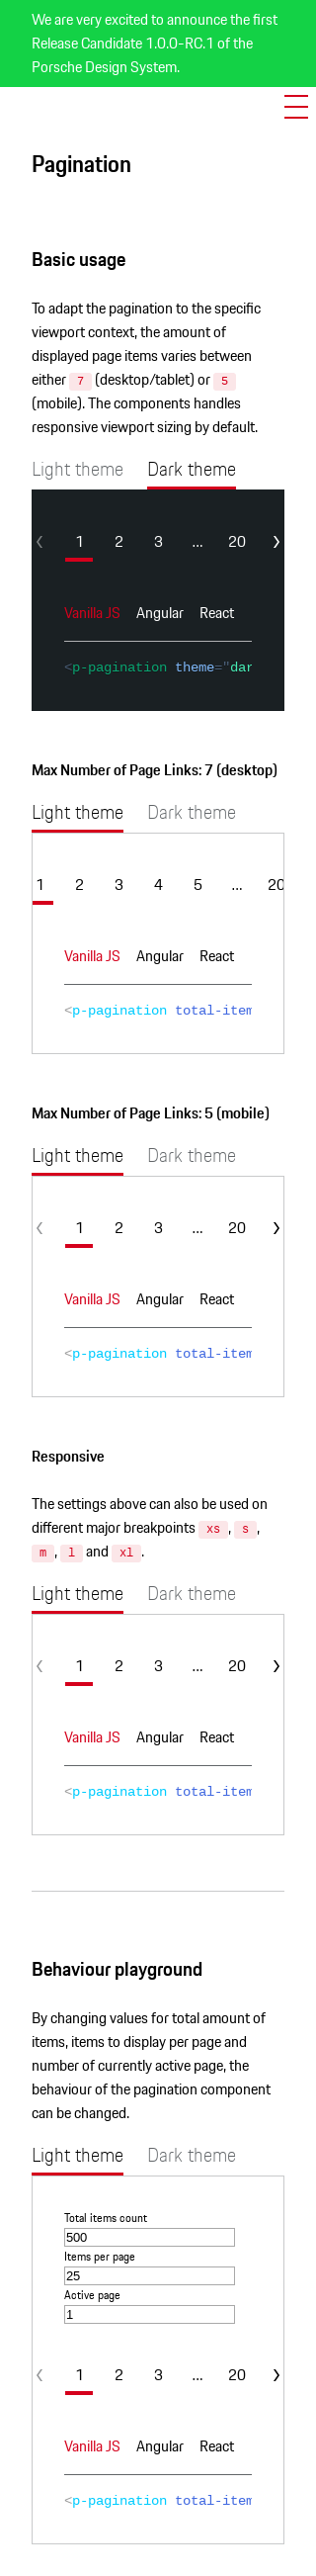 We are very excited to announce the first
Release Candidate 1.0.0-RC.1 of the
Porsche Design System.
Pagination
Basic usage
To adapt the pagination to the specific
viewport context, the amount of
displayed page items varies between
either 7 (desktop/tablet) or 5
(mobile). The components handles
responsive viewport sizing by default.
Light theme Dark theme
1 2 3 ... 20
Vanilla JS Angular React
<p-pagination theme="dar
Max Number of Page Links: 7 (desktop)
Light theme Dark theme
1 2 3 4 5 ... 20
Vanilla JS Angular React
<p-pagination total-item
Max Number of Page Links: 5 (mobile)
Light theme Dark theme
1 2 3 ... 20
Vanilla JS Angular React
<p-pagination total-item
Responsive
The settings above can also be used on
different major breakpoints xs, s,
m, l and xl.
Light theme Dark theme
1 2 3 ... 20
Vanilla JS Angular React
<p-pagination total-item
Behaviour playground
By changing values for total amount of
items, items to display per page and
number of currently active page, the
behaviour of the pagination component
can be changed.
Light theme Dark theme
Total items count
500
Items per page
25
Active page
1
1 2 3 ... 20
Vanilla JS Angular React
<p-pagination total-item